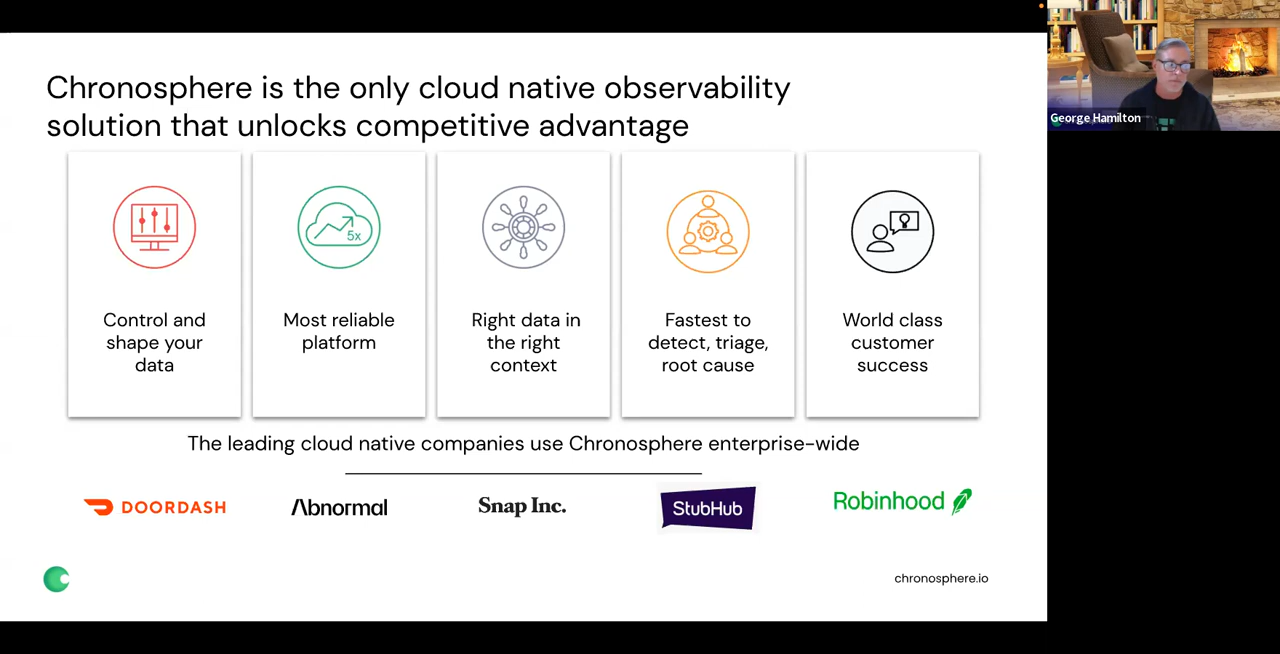 Chronosphere is the only cloud native observability
solution that unlocks competitive advantage
George Hamilton
5x
Control and
shape your
data
Most reliable
platform
Right data in
the right
context
Fastest to
detect, triage,
root cause
World class
customer
success
The leading cloud native companies use Chronosphere enterprise-wide
DOORDASH
Abnormal
Snap Inc.
StubHub
Robinhood
chronosphere.io